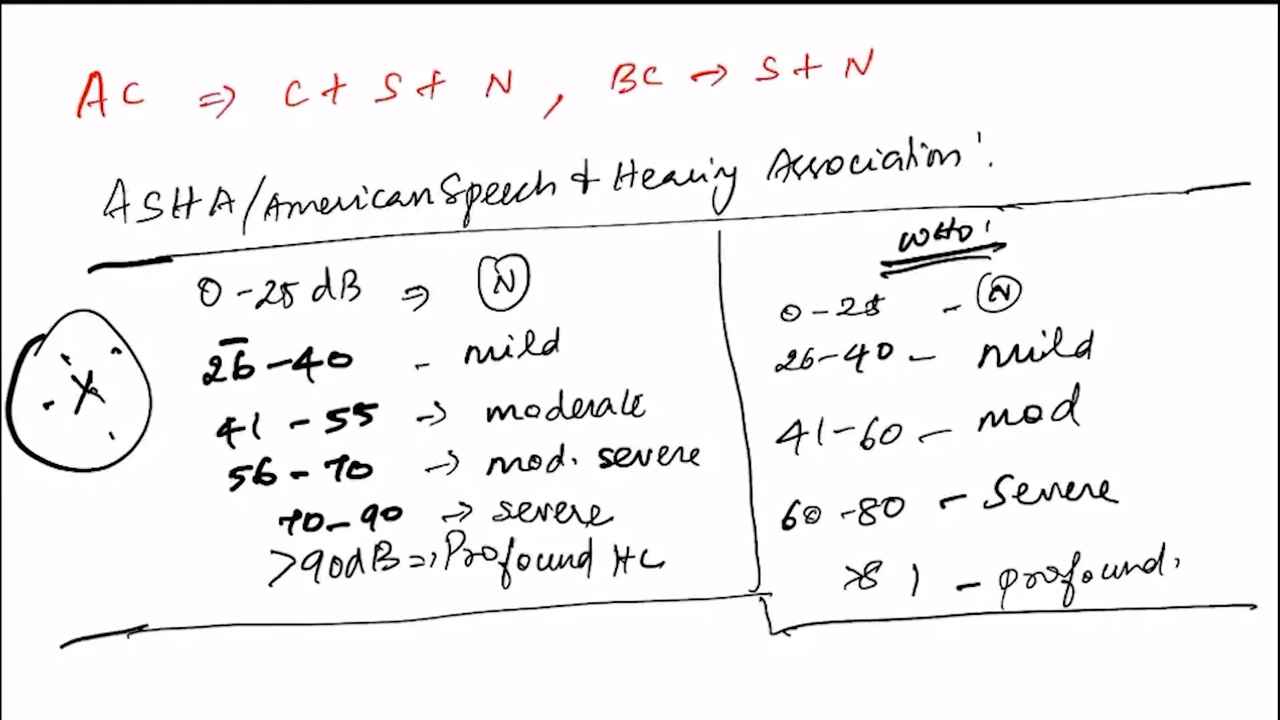 AC ⇒ C + S + N , BC → S + N
ASHA/American Speech + Hearing Association:
0-25 dB ⇒ N
26-40 - mild
41-55 → moderate
56-70 → mod. severe
70-90 → severe
>90dB ⇒ Profound HL
X
WHO:
0-25 - N
26-40 - mild
41-60 - mod
60-80 - Severe
>81 - profound.